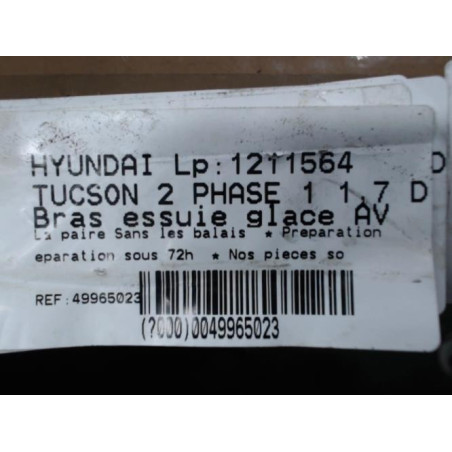 HYUNDAI Lp:1211564 D
TUCSON 2 PHASE 1 1,7 D
Bras essuie glace AV
La paire Sans les balais * Preparation
eparation sous 72h * Nos pieces so
REF:49965023
(?000)0049965023